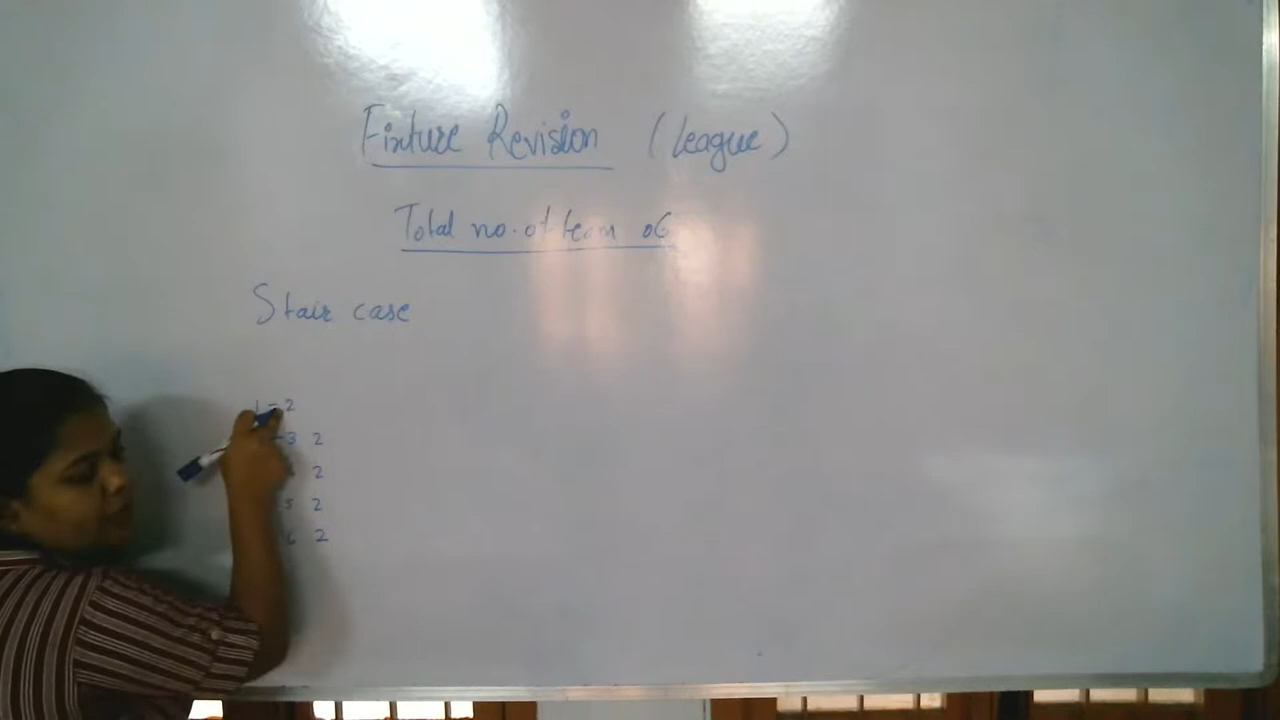 Fixture Revision (League)
Total no. of team 06
Stair case
1 - 2
- 3 2
2
5 2
6 2